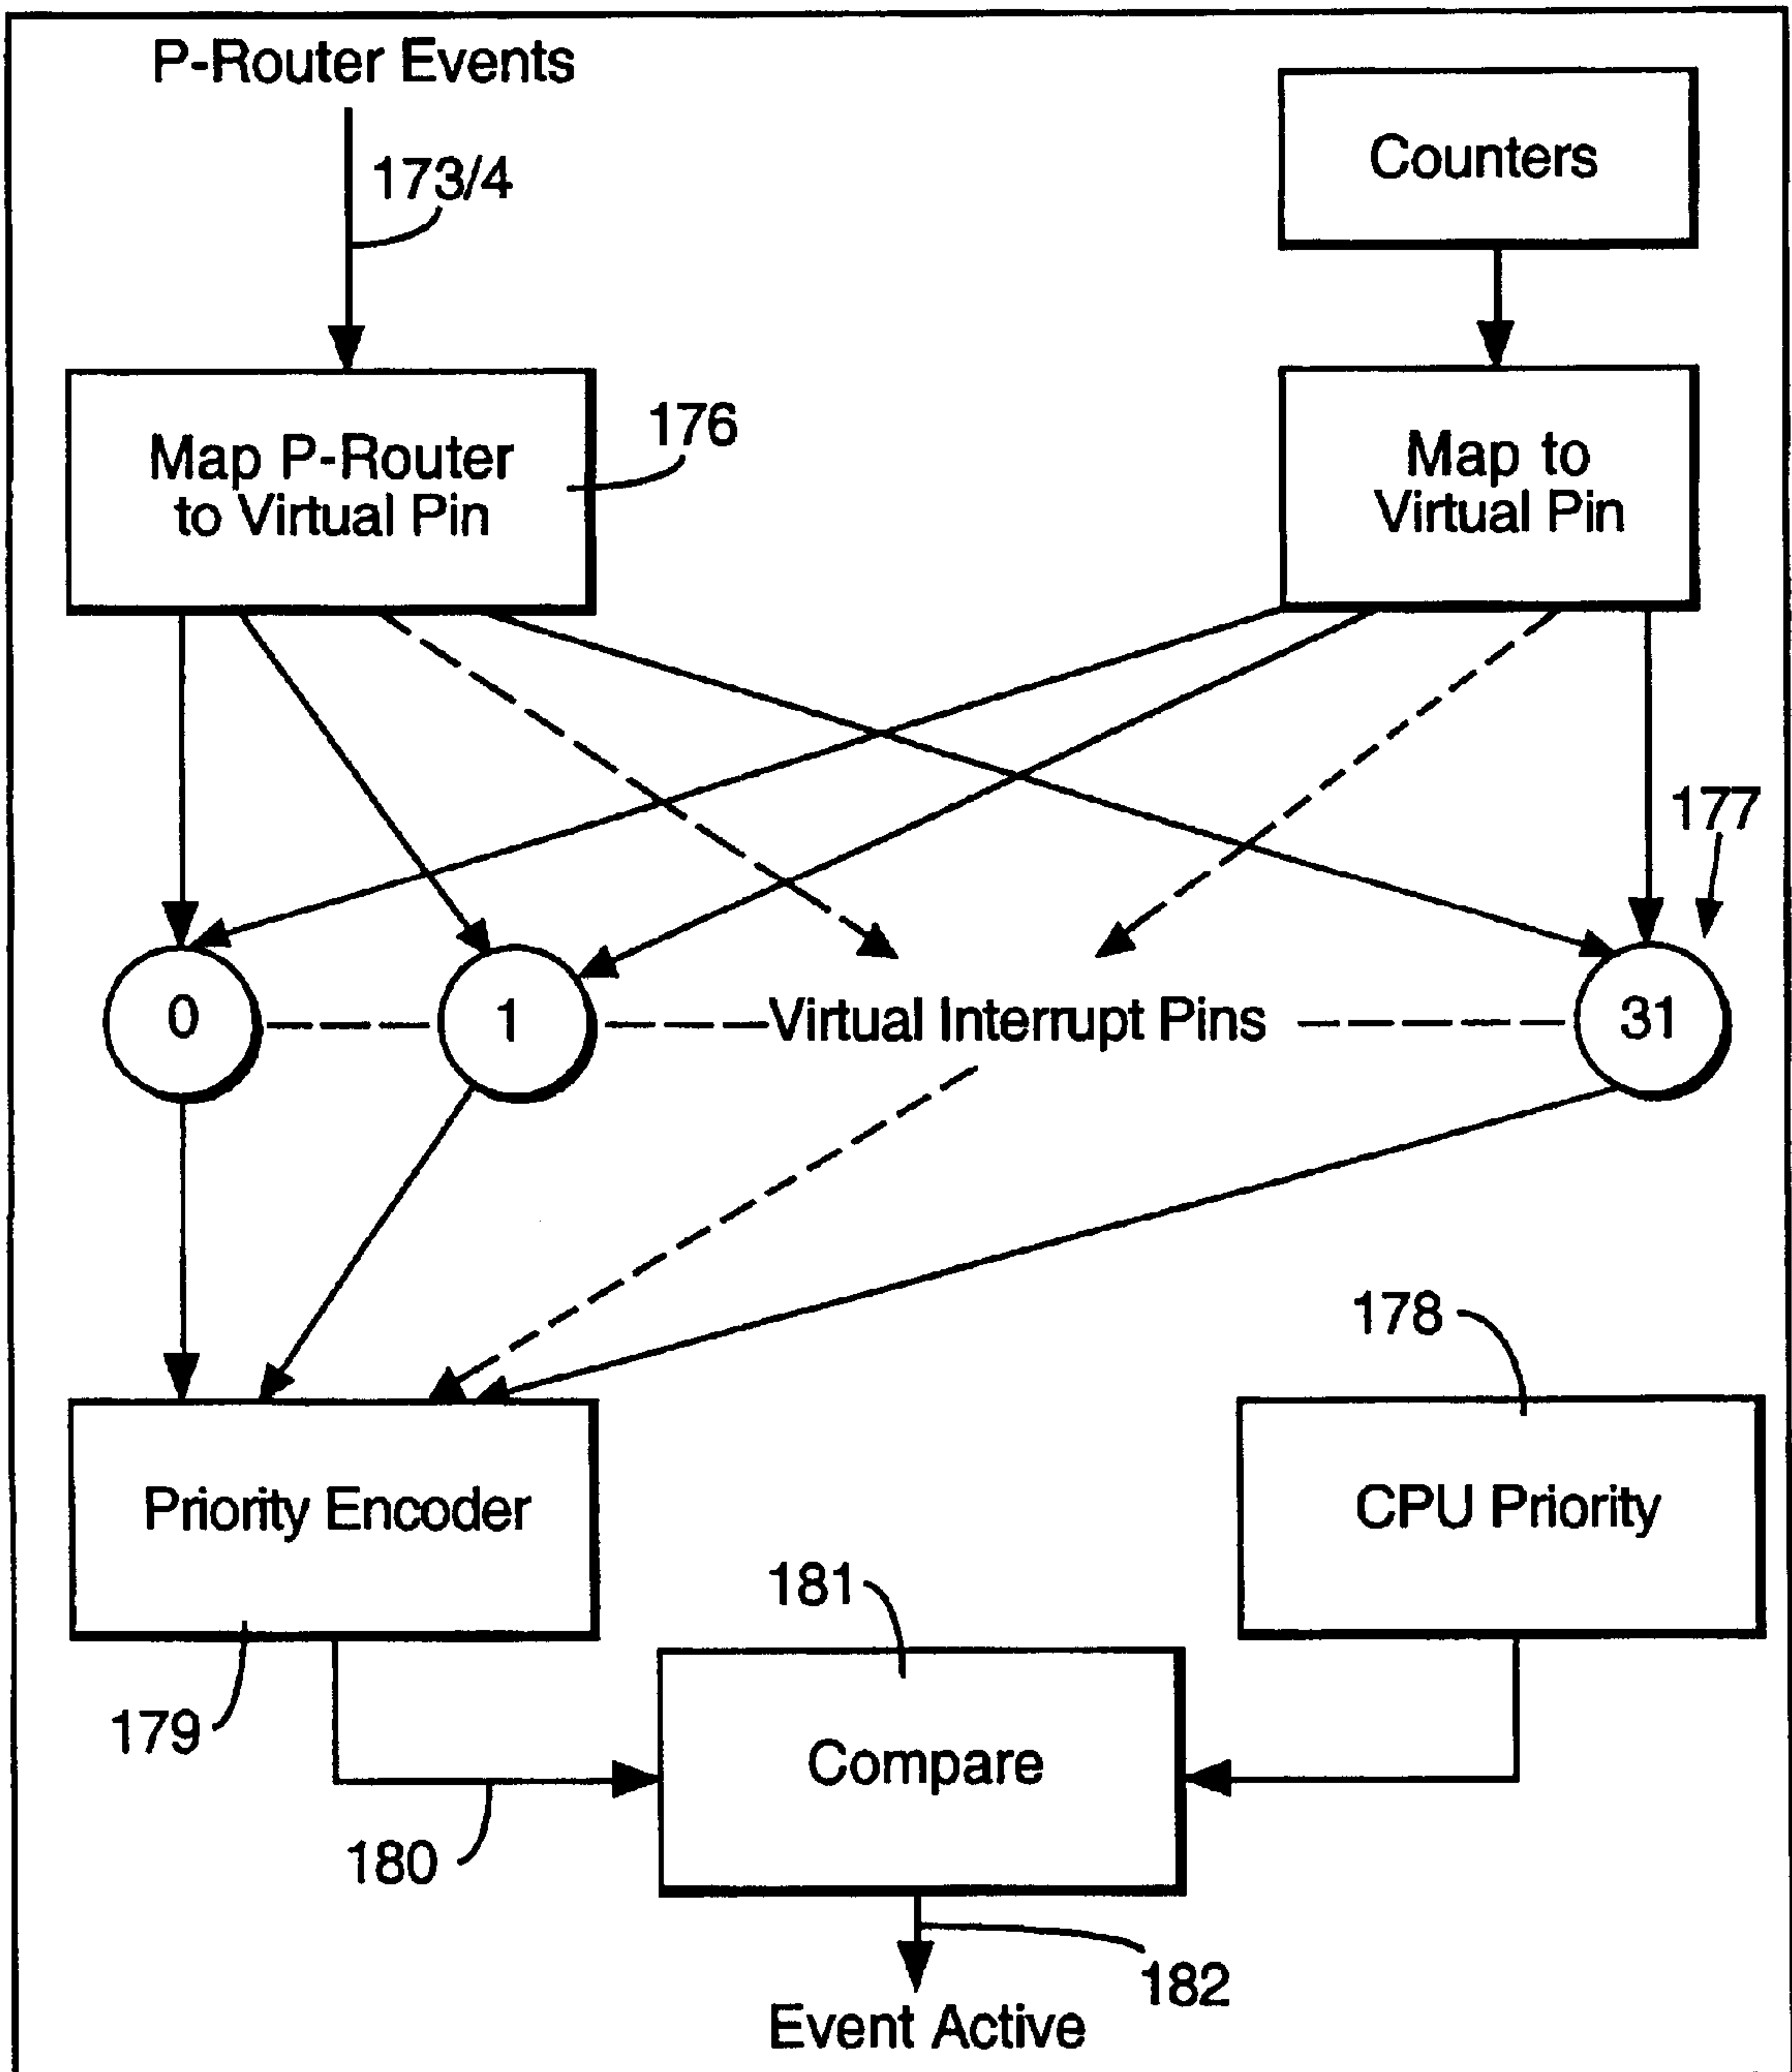 P-Router Events
173/4
Counters
Map P-Router
to Virtual Pin
176
Map to
Virtual Pin
177
0
1
Virtual Interrupt Pins
31
178
Priority Encoder
CPU Priority
181
179
Compare
180
182
Event Active